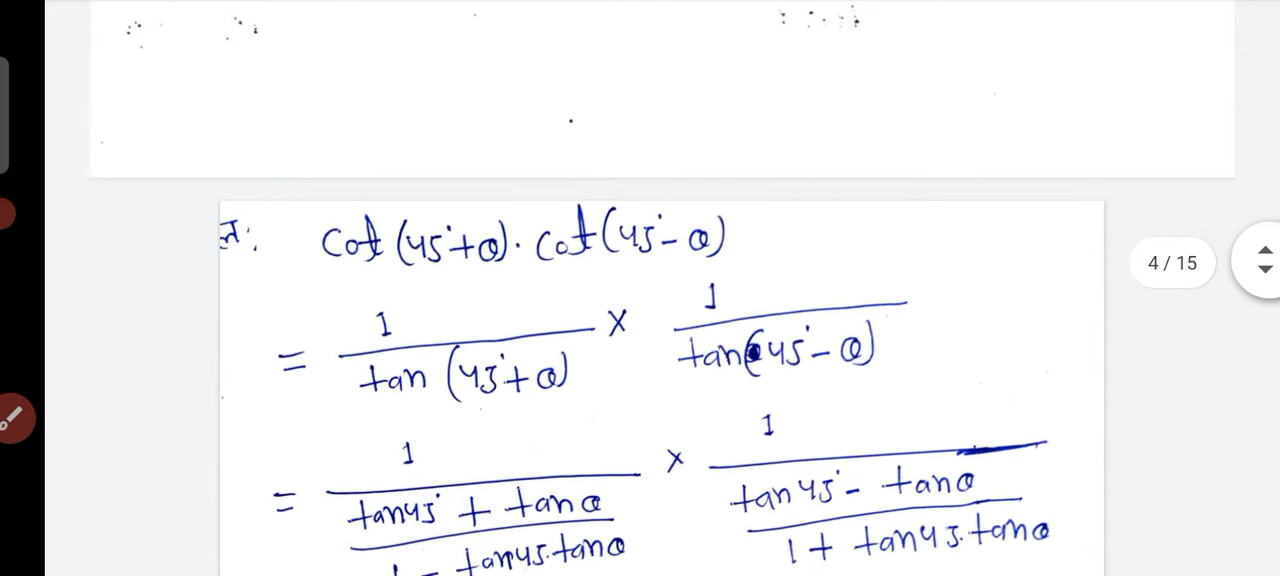 4 / 15
cot (45°+θ). cot (45°- θ)
= 1 / tan (45°+θ) × 1 / tan (45°- θ)
= 1 / ((tan45° + tanθ) / (1 - tan45.tanθ)) × 1 / ((tan45° - tanθ) / (1 + tan45.tanθ))